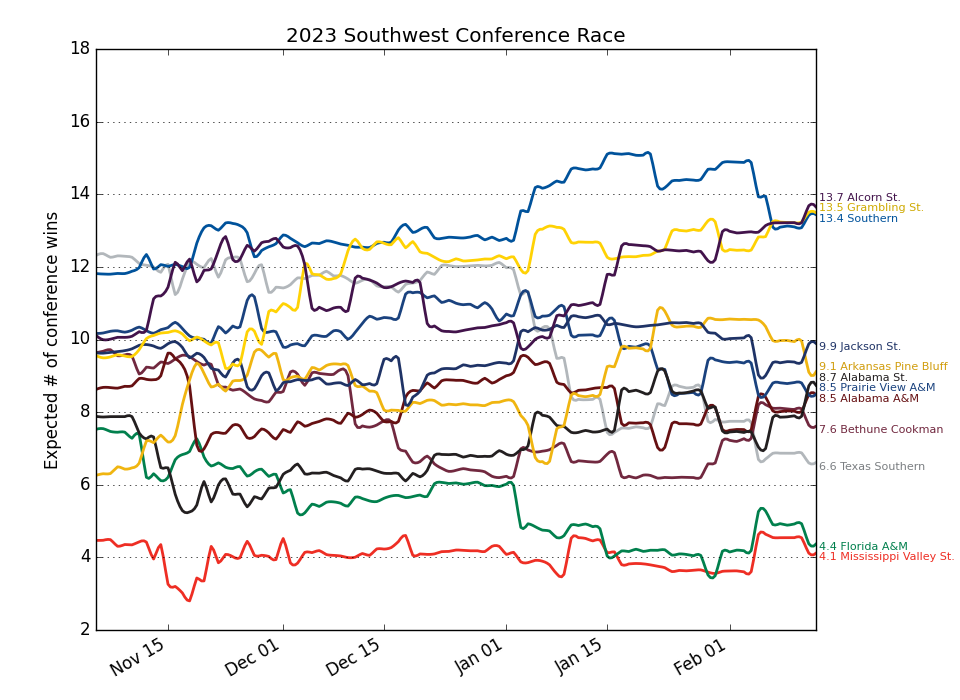 2023 Southwest Conference Race
Expected # of conference wins
18
16
14
12
10
8
6
4
2
Nov 15
Dec 01
Dec 15
Jan 01
Jan 15
Feb 01
13.7 Alcorn St.
13.5 Grambling St.
13.4 Southern
9.9 Jackson St.
9.1 Arkansas Pine Bluff
8.7 Alabama St.
8.5 Prairie View A&M
8.5 Alabama A&M
7.6 Bethune Cookman
6.6 Texas Southern
4.4 Florida A&M
4.1 Mississippi Valley St.